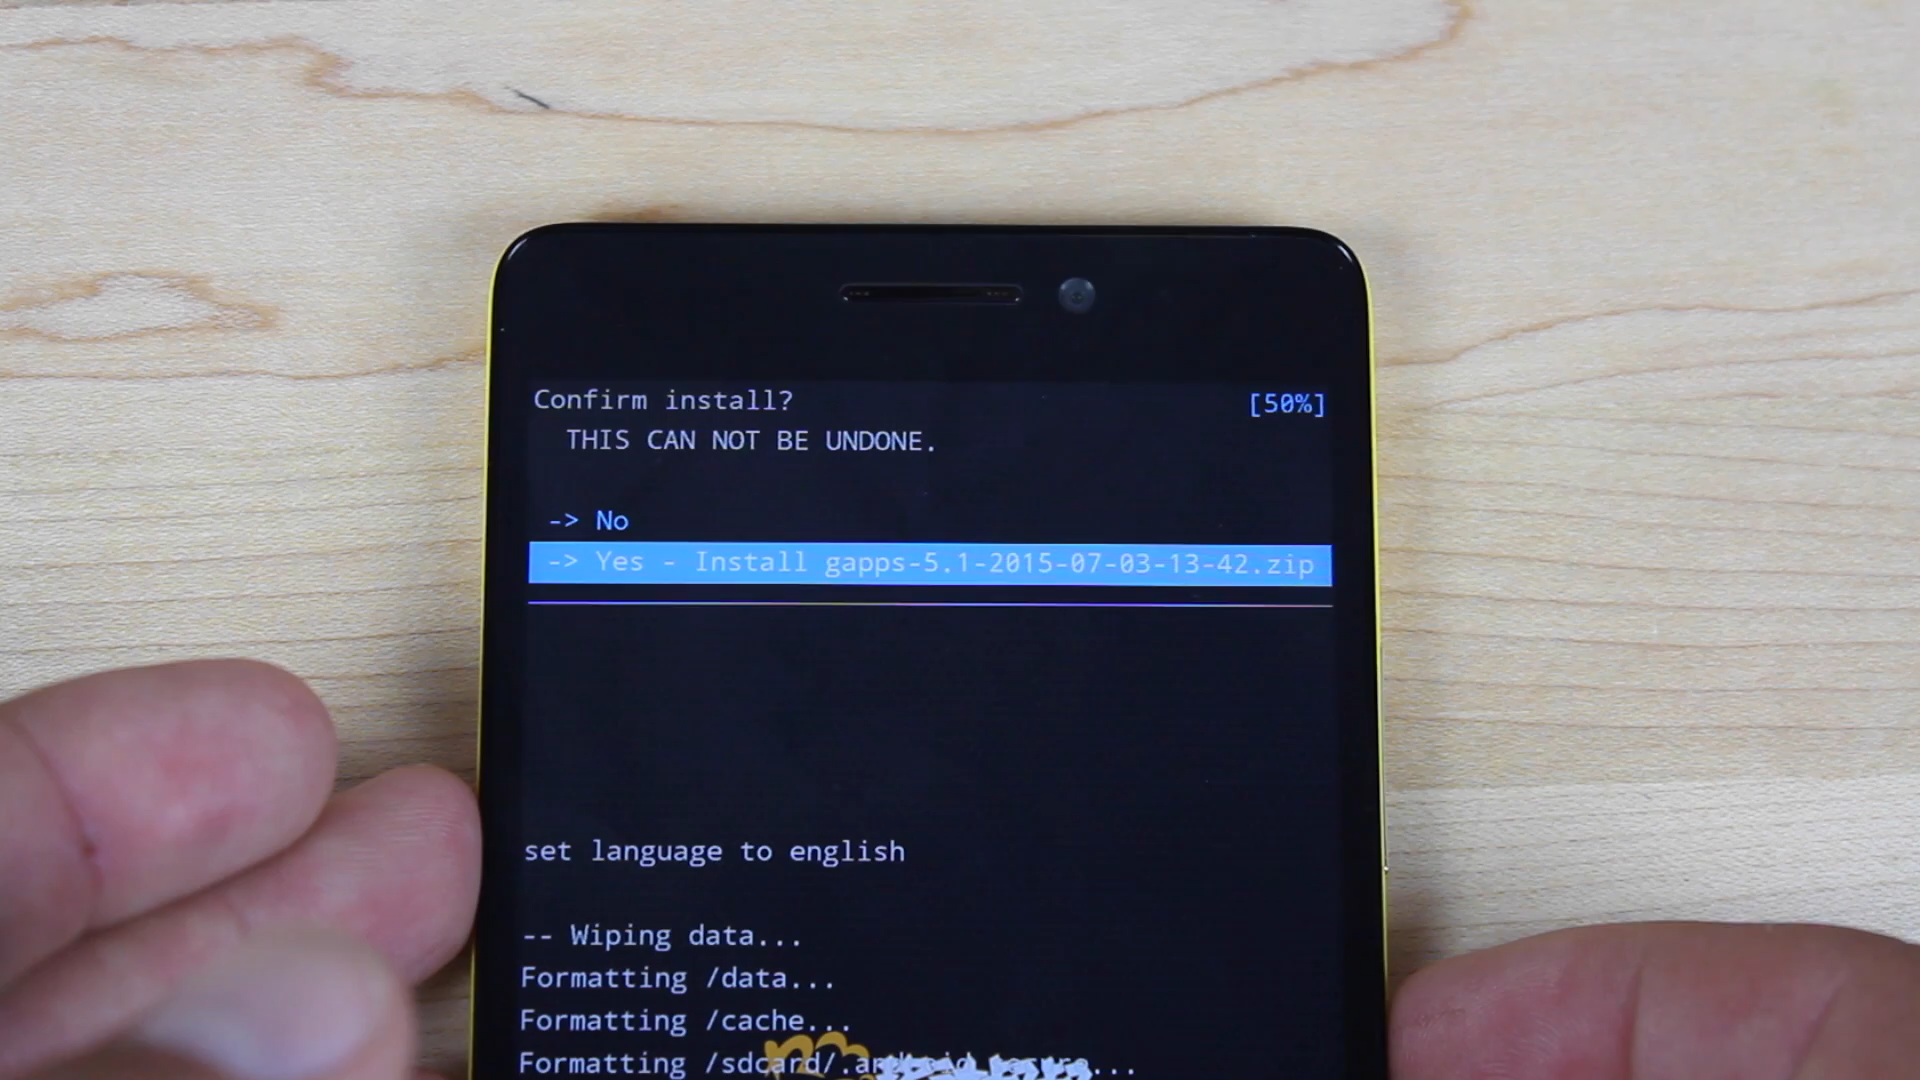 Confirm install? [50%]
THIS CAN NOT BE UNDONE.
-> No
-> Yes - Install gapps-5.1-2015-07-03-13-42.zip
set language to english
-- Wiping data...
Formatting /data...
Formatting /cache...
Formatting /sdcard/.android_secure...